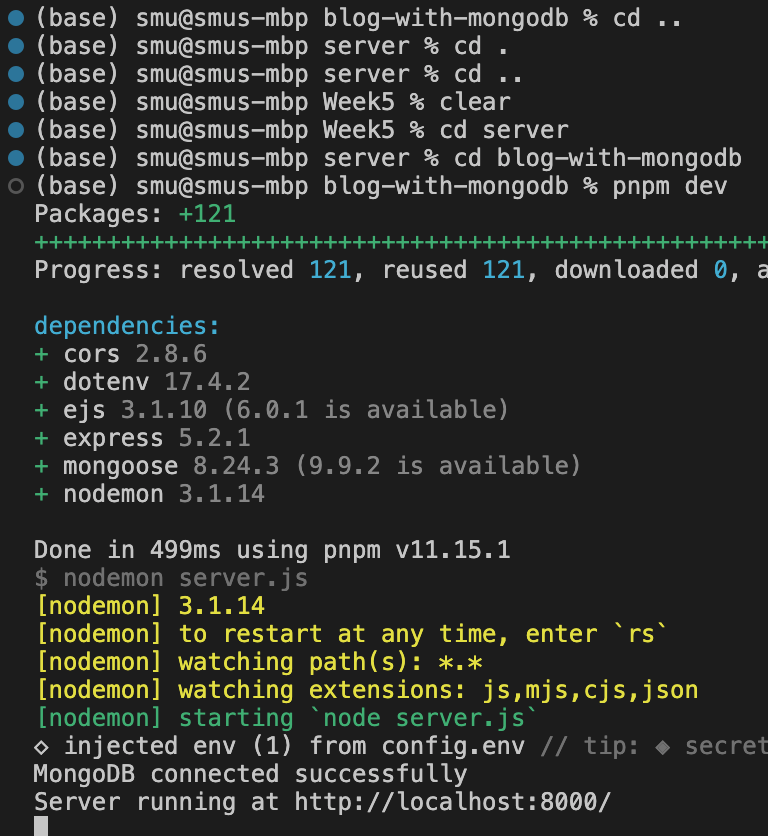 (base) smu@smus-mbp blog-with-mongodb % cd ..
(base) smu@smus-mbp server % cd .
(base) smu@smus-mbp server % cd ..
(base) smu@smus-mbp Week5 % clear
(base) smu@smus-mbp Week5 % cd server
(base) smu@smus-mbp server % cd blog-with-mongodb
(base) smu@smus-mbp blog-with-mongodb % pnpm dev
Packages: +121
+++++++++++++++++++++++++++++++++++++++++++++++++++
Progress: resolved 121, reused 121, downloaded 0, a
dependencies:
+ cors 2.8.6
+ dotenv 17.4.2
+ ejs 3.1.10 (6.0.1 is available)
+ express 5.2.1
+ mongoose 8.24.3 (9.9.2 is available)
+ nodemon 3.1.14
Done in 499ms using pnpm v11.15.1
$ nodemon server.js
[nodemon] 3.1.14
[nodemon] to restart at any time, enter `rs`
[nodemon] watching path(s): *.*
[nodemon] watching extensions: js,mjs,cjs,json
[nodemon] starting `node server.js`
◇ injected env (1) from config.env // tip: ◈ secret
MongoDB connected successfully
Server running at http://localhost:8000/